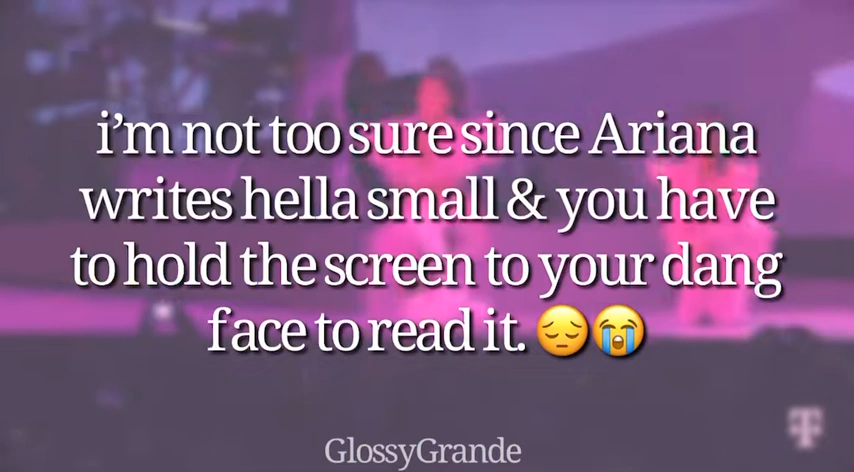 i’m not too sure since Ariana
writes hella small & you have
to hold the screen to your dang
face to read it. 😔😭
T
GlossyGrande